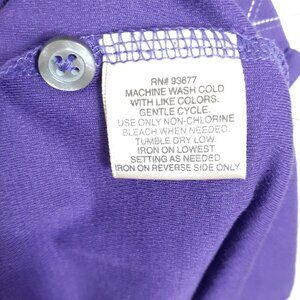 RN# 93677
MACHINE WASH COLD
WITH LIKE COLORS.
GENTLE CYCLE.
USE ONLY NON-CHLORINE
BLEACH WHEN NEEDED.
TUMBLE DRY LOW.
IRON ON LOWEST
SETTING AS NEEDED.
IRON ON REVERSE SIDE ONLY